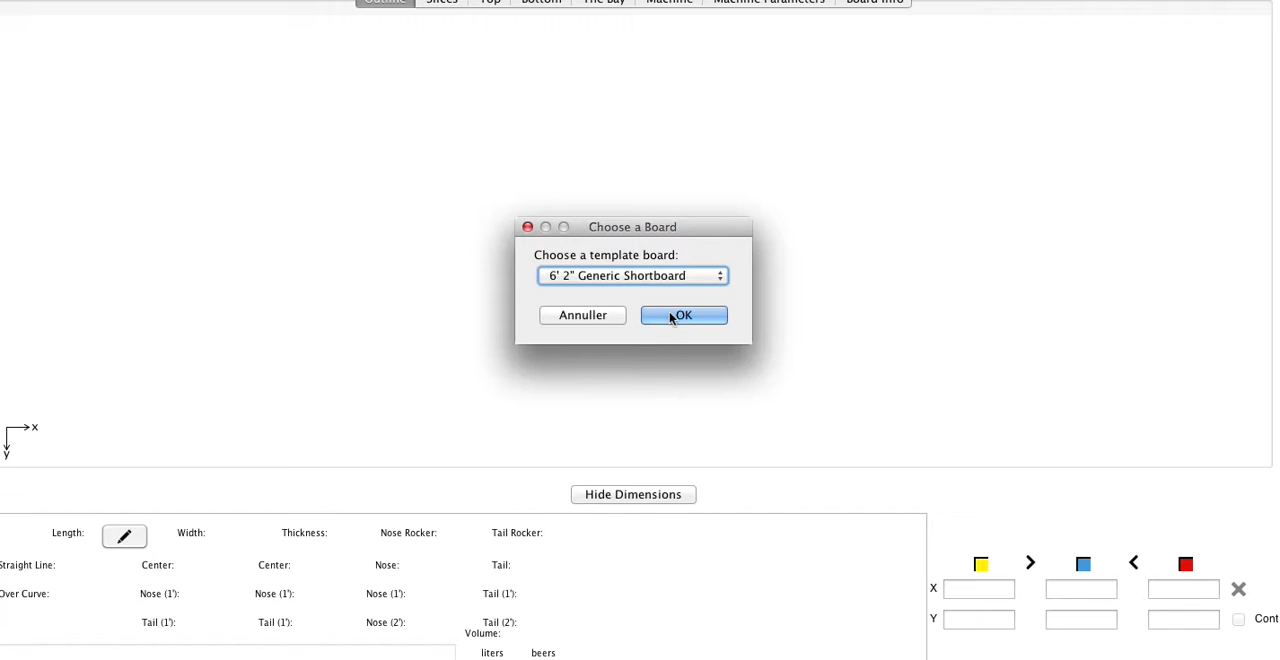 Outline Slices Top Bottom The Bay Machine Machine Parameters Board Info
Choose a Board
Choose a template board:
6' 2" Generic Shortboard
Annuller OK
x
y
Hide Dimensions
Length: Width: Thickness: Nose Rocker: Tail Rocker:
Straight Line: Center: Center: Nose: Tail:
Over Curve: Nose (1'): Nose (1'): Nose (1'): Tail (1'):
Tail (1'): Tail (1'): Nose (2'): Tail (2'):
Volume:
liters beers
> <
X
Y Cont